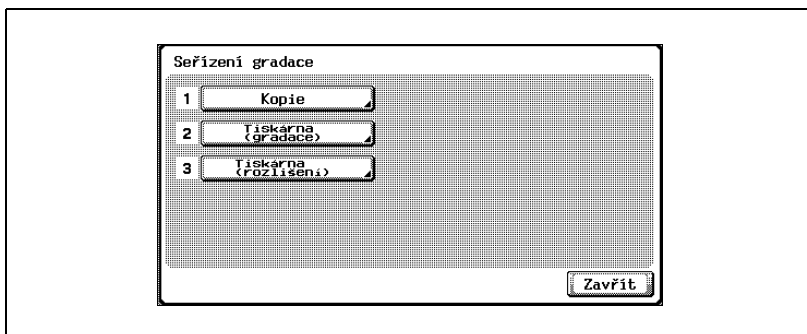 Seřízení gradace
1 Kopie
2 Tiskárna
(gradace)
3 Tiskárna
(rozlišení)
Zavřít